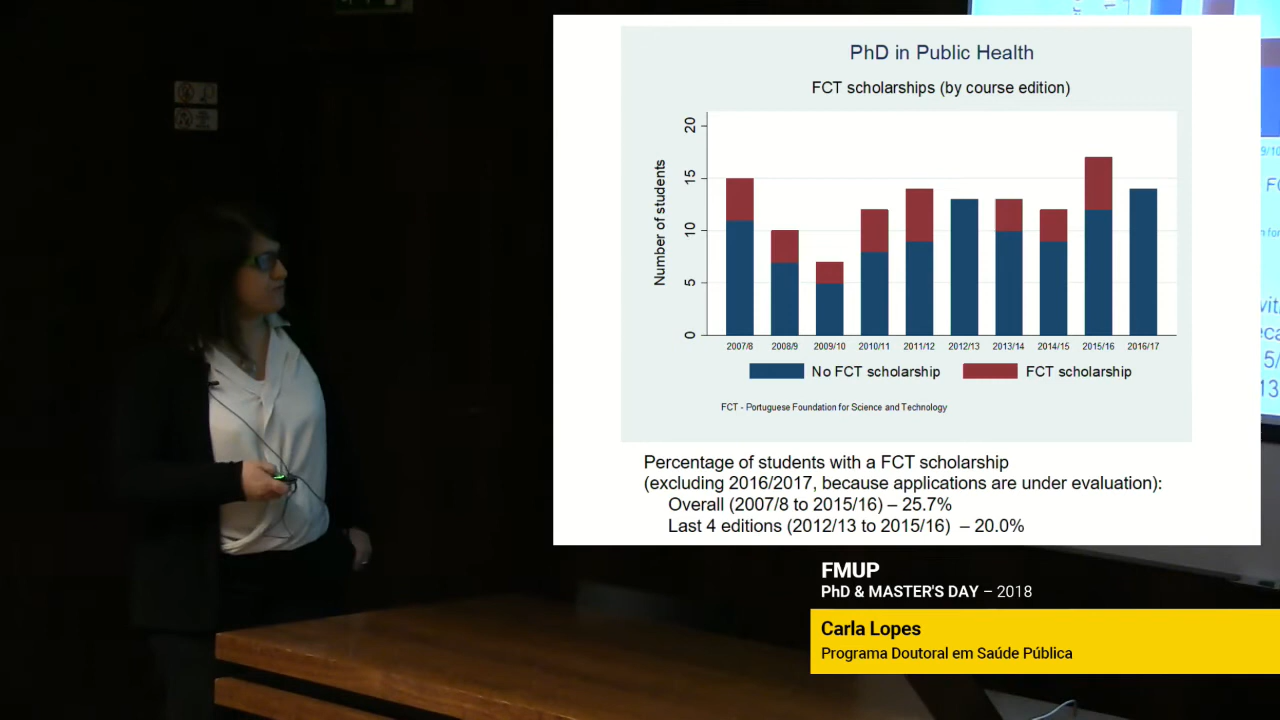 PhD in Public Health
FCT scholarships (by course edition)
Number of students
20
15
10
5
0
2007/8 2008/9 2009/10 2010/11 2011/12 2012/13 2013/14 2014/15 2015/16 2016/17
No FCT scholarship FCT scholarship
FCT - Portuguese Foundation for Science and Technology
Percentage of students with a FCT scholarship
(excluding 2016/2017, because applications are under evaluation):
Overall (2007/8 to 2015/16) – 25.7%
Last 4 editions (2012/13 to 2015/16) – 20.0%
FMUP
PhD & MASTER'S DAY – 2018
Carla Lopes
Programa Doutoral em Saúde Pública